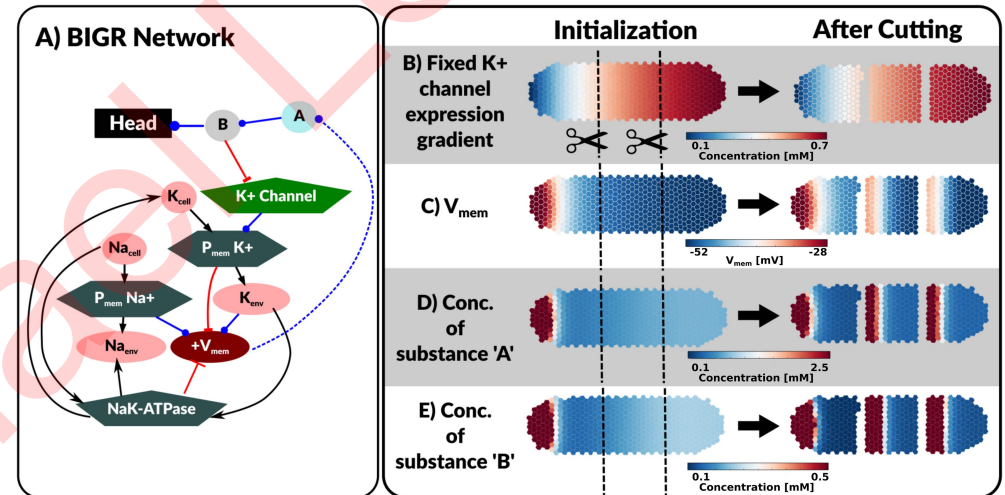 A) BIGR Network
Head
B
A
K+ Channel
Kcell
Pmem K+
Nacell
Pmem Na+
Kenv
Naenv
+Vmem
NaK-ATPase
Initialization
After Cutting
B) Fixed K+
channel
expression
gradient
0.1
0.7
Concentration [mM]
C) Vmem
-52
-28
Vmem [mV]
D) Conc.
of
substance 'A'
0.1
2.5
Concentration [mM]
E) Conc.
of
substance 'B'
0.1
0.5
Concentration [mM]